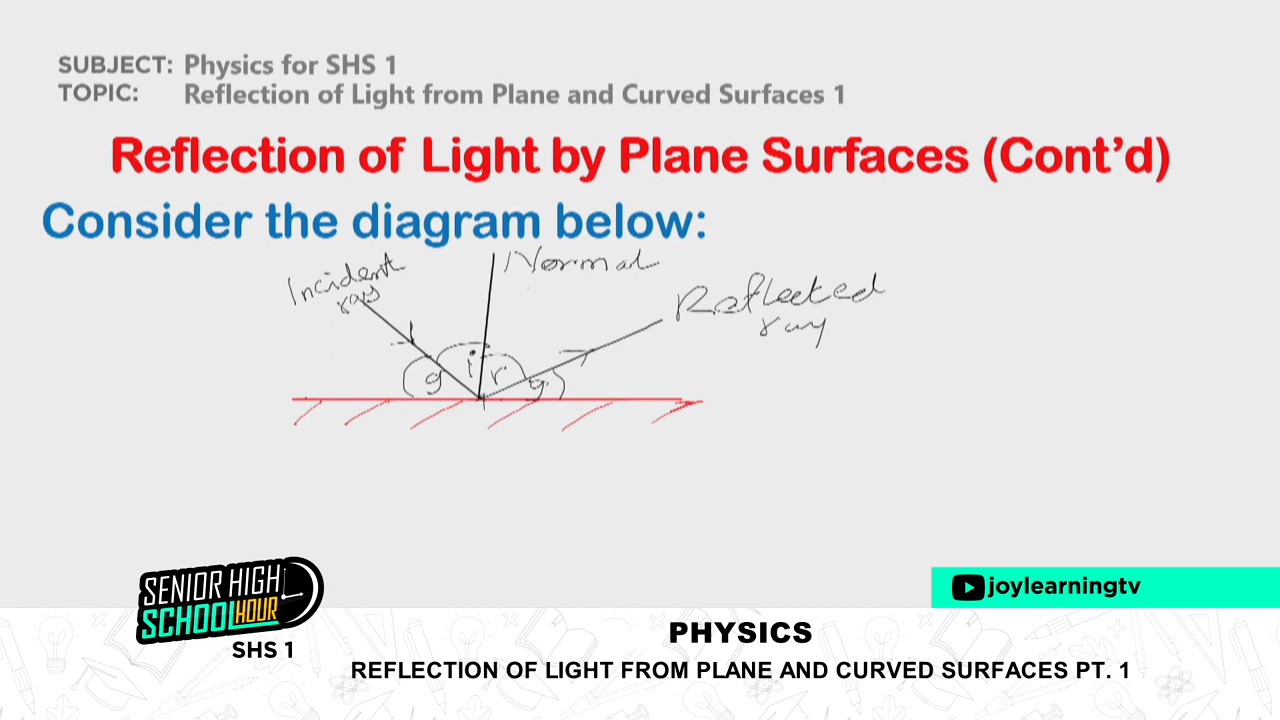 SUBJECT: Physics for SHS 1
TOPIC: Reflection of Light from Plane and Curved Surfaces 1
Reflection of Light by Plane Surfaces (Cont'd)
Consider the diagram below:
Incident
ray
Normal
Reflected
ray
g i r g
SENIOR HIGH
SCHOOL HOUR
SHS 1
joylearningtv
PHYSICS
REFLECTION OF LIGHT FROM PLANE AND CURVED SURFACES PT. 1